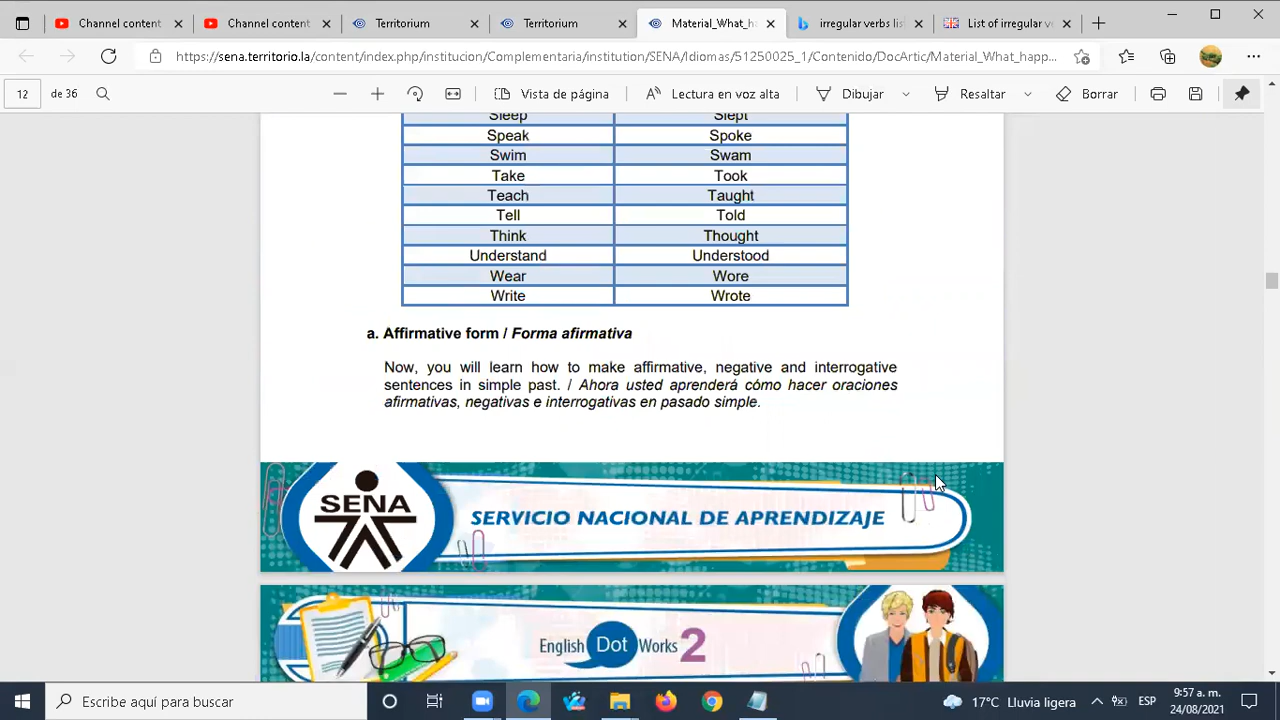 Channel content
Channel content
Territorium
Territorium
Material_What_ha
irregular verbs lis
List of irregular ve
https://sena.territorio.la/content/index.php/institucion/Complementaria/institution/SENA/Idiomas/51250025_1/Contenido/DocArtic/Material_What_happ...
12 de 36
Vista de página
Lectura en voz alta
Dibujar
Resaltar
Borrar
Sleep Slept
Speak Spoke
Swim Swam
Take Took
Teach Taught
Tell Told
Think Thought
Understand Understood
Wear Wore
Write Wrote
a. Affirmative form / Forma afirmativa
Now, you will learn how to make affirmative, negative and interrogative
sentences in simple past. / Ahora usted aprenderá cómo hacer oraciones
afirmativas, negativas e interrogativas en pasado simple.
SENA
SERVICIO NACIONAL DE APRENDIZAJE
English Dot Works 2
Escribe aquí para buscar
17°C Lluvia ligera
ESP
9:57 a. m.
24/08/2021